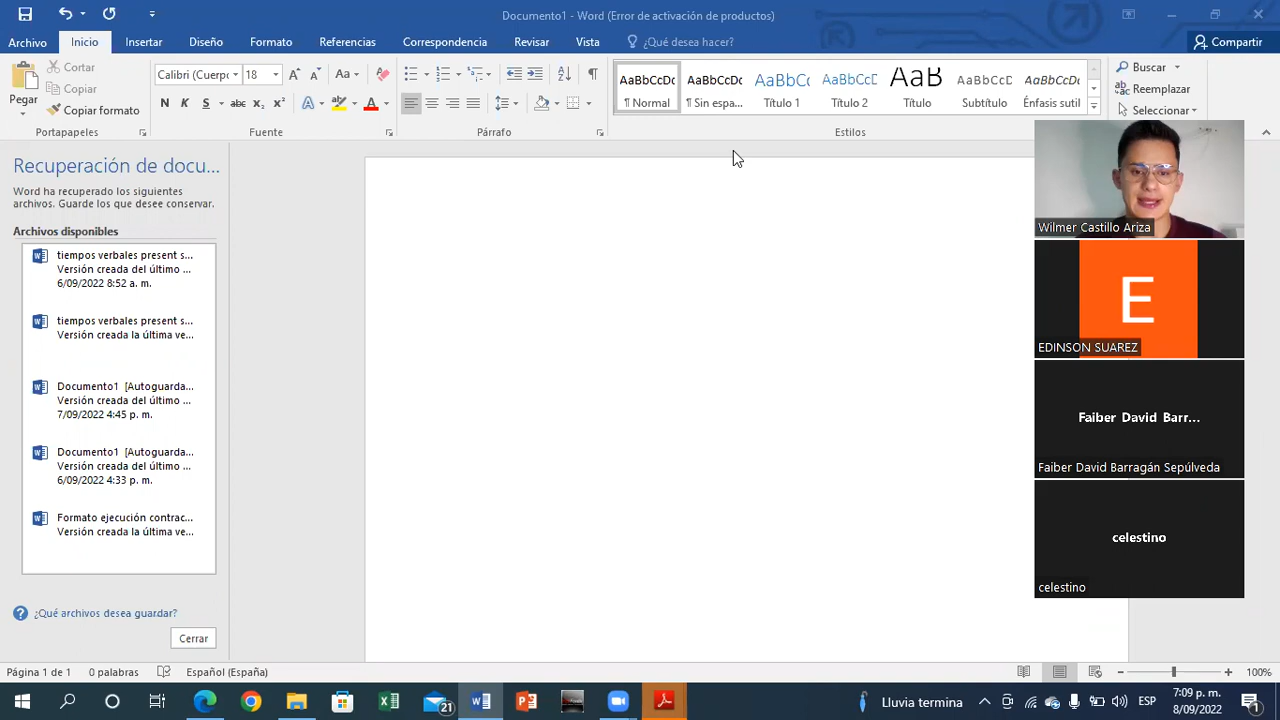 Documento1 - Word (Error de activación de productos)
Archivo Inicio Insertar Diseño Formato Referencias Correspondencia Revisar Vista ¿Qué desea hacer? Compartir
Pegar
Cortar
Copiar
Copiar formato
Portapapeles
Calibri (Cuerpo 18
N K S abc x₂ x²
Fuente
Párrafo
AaBbCcDc AaBbCcDc AaBbCc AaBbCcD AaB AaBbCcD AaBbCcDc
¶ Normal ¶ Sin espa... Título 1 Título 2 Título Subtítulo Énfasis sutil
Estilos
Buscar
Reemplazar
Seleccionar
Recuperación de docu...
Word ha recuperado los siguientes
archivos. Guarde los que desee conservar.
Archivos disponibles
tiempos verbales present s...
Versión creada del último ...
6/09/2022 8:52 a. m.
tiempos verbales present s...
Versión creada la última ve...
Documento1 [Autoguarda...
Versión creada del último ...
7/09/2022 4:45 p. m.
Documento1 [Autoguarda...
Versión creada del último ...
6/09/2022 4:33 p. m.
Formato ejecución contrac...
Versión creada la última ve...
¿Qué archivos desea guardar?
Cerrar
Wilmer Castillo Ariza
E
EDINSON SUAREZ
Faiber David Barr...
Faiber David Barragán Sepúlveda
celestino
celestino
Página 1 de 1 0 palabras Español (España) 100%
21
Lluvia termina ESP 7:09 p. m.
8/09/2022
1